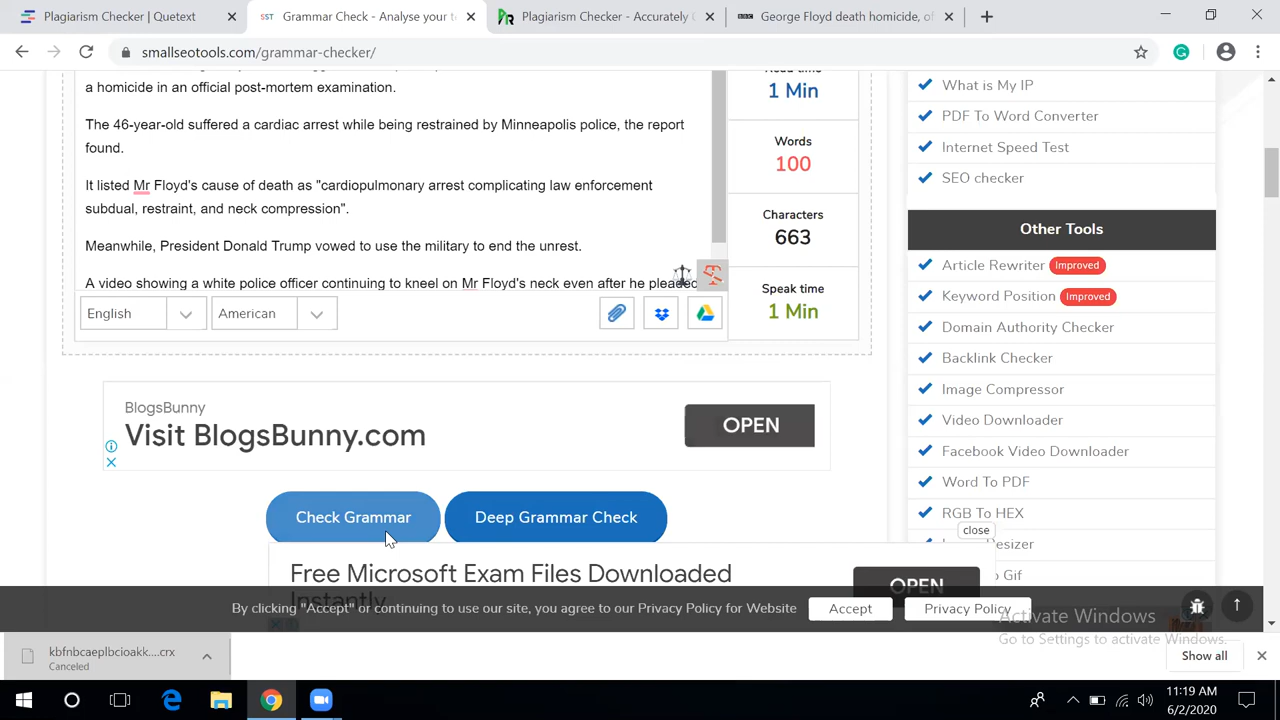 Plagiarism Checker | Quetext
Grammar Check - Analyse your t
Plagiarism Checker - Accurately
George Floyd death homicide, of
smallseotools.com/grammar-checker/
a homicide in an official post-mortem examination.
The 46-year-old suffered a cardiac arrest while being restrained by Minneapolis police, the report
found.
It listed Mr Floyd's cause of death as "cardiopulmonary arrest complicating law enforcement
subdual, restraint, and neck compression".
Meanwhile, President Donald Trump vowed to use the military to end the unrest.
A video showing a white police officer continuing to kneel on Mr Floyd's neck even after he pleaded
English
American
Read time
1 Min
Words
100
Characters
663
Speak time
1 Min
What is My IP
PDF To Word Converter
Internet Speed Test
SEO checker
Other Tools
Article Rewriter Improved
Keyword Position Improved
Domain Authority Checker
Backlink Checker
Image Compressor
Video Downloader
Facebook Video Downloader
Word To PDF
RGB To HEX
BlogsBunny
Visit BlogsBunny.com
OPEN
Check Grammar
Deep Grammar Check
close
Free Microsoft Exam Files Downloaded
Instantly
OPEN
By clicking "Accept" or continuing to use our site, you agree to our Privacy Policy for Website
Accept
Privacy Policy
Activate Windows
Go to Settings to activate Windows.
kbfnbcaeplbcioakk....crx
Canceled
Show all
11:19 AM
6/2/2020